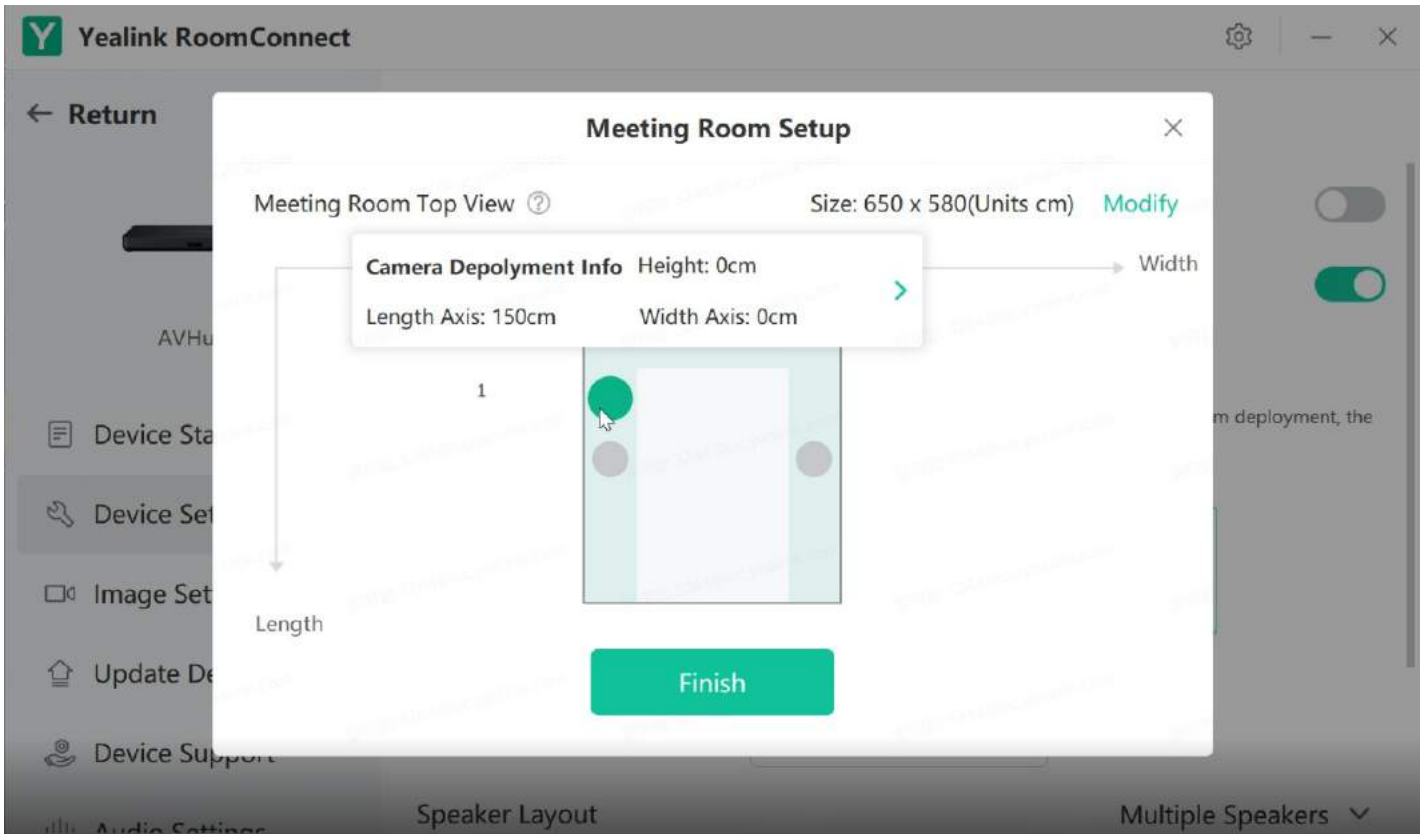 Yealink RoomConnect
Return
Meeting Room Setup
Meeting Room Top View ?
Size: 650 x 580(Units cm) Modify
Camera Depolyment Info Height: 0cm
Length Axis: 150cm Width Axis: 0cm
Width
AVHu
1
m deployment, the
Device Sta
Device Set
Image Set
Length
Update De
Finish
Device Support
Speaker Layout
Multiple Speakers
Audio Settings